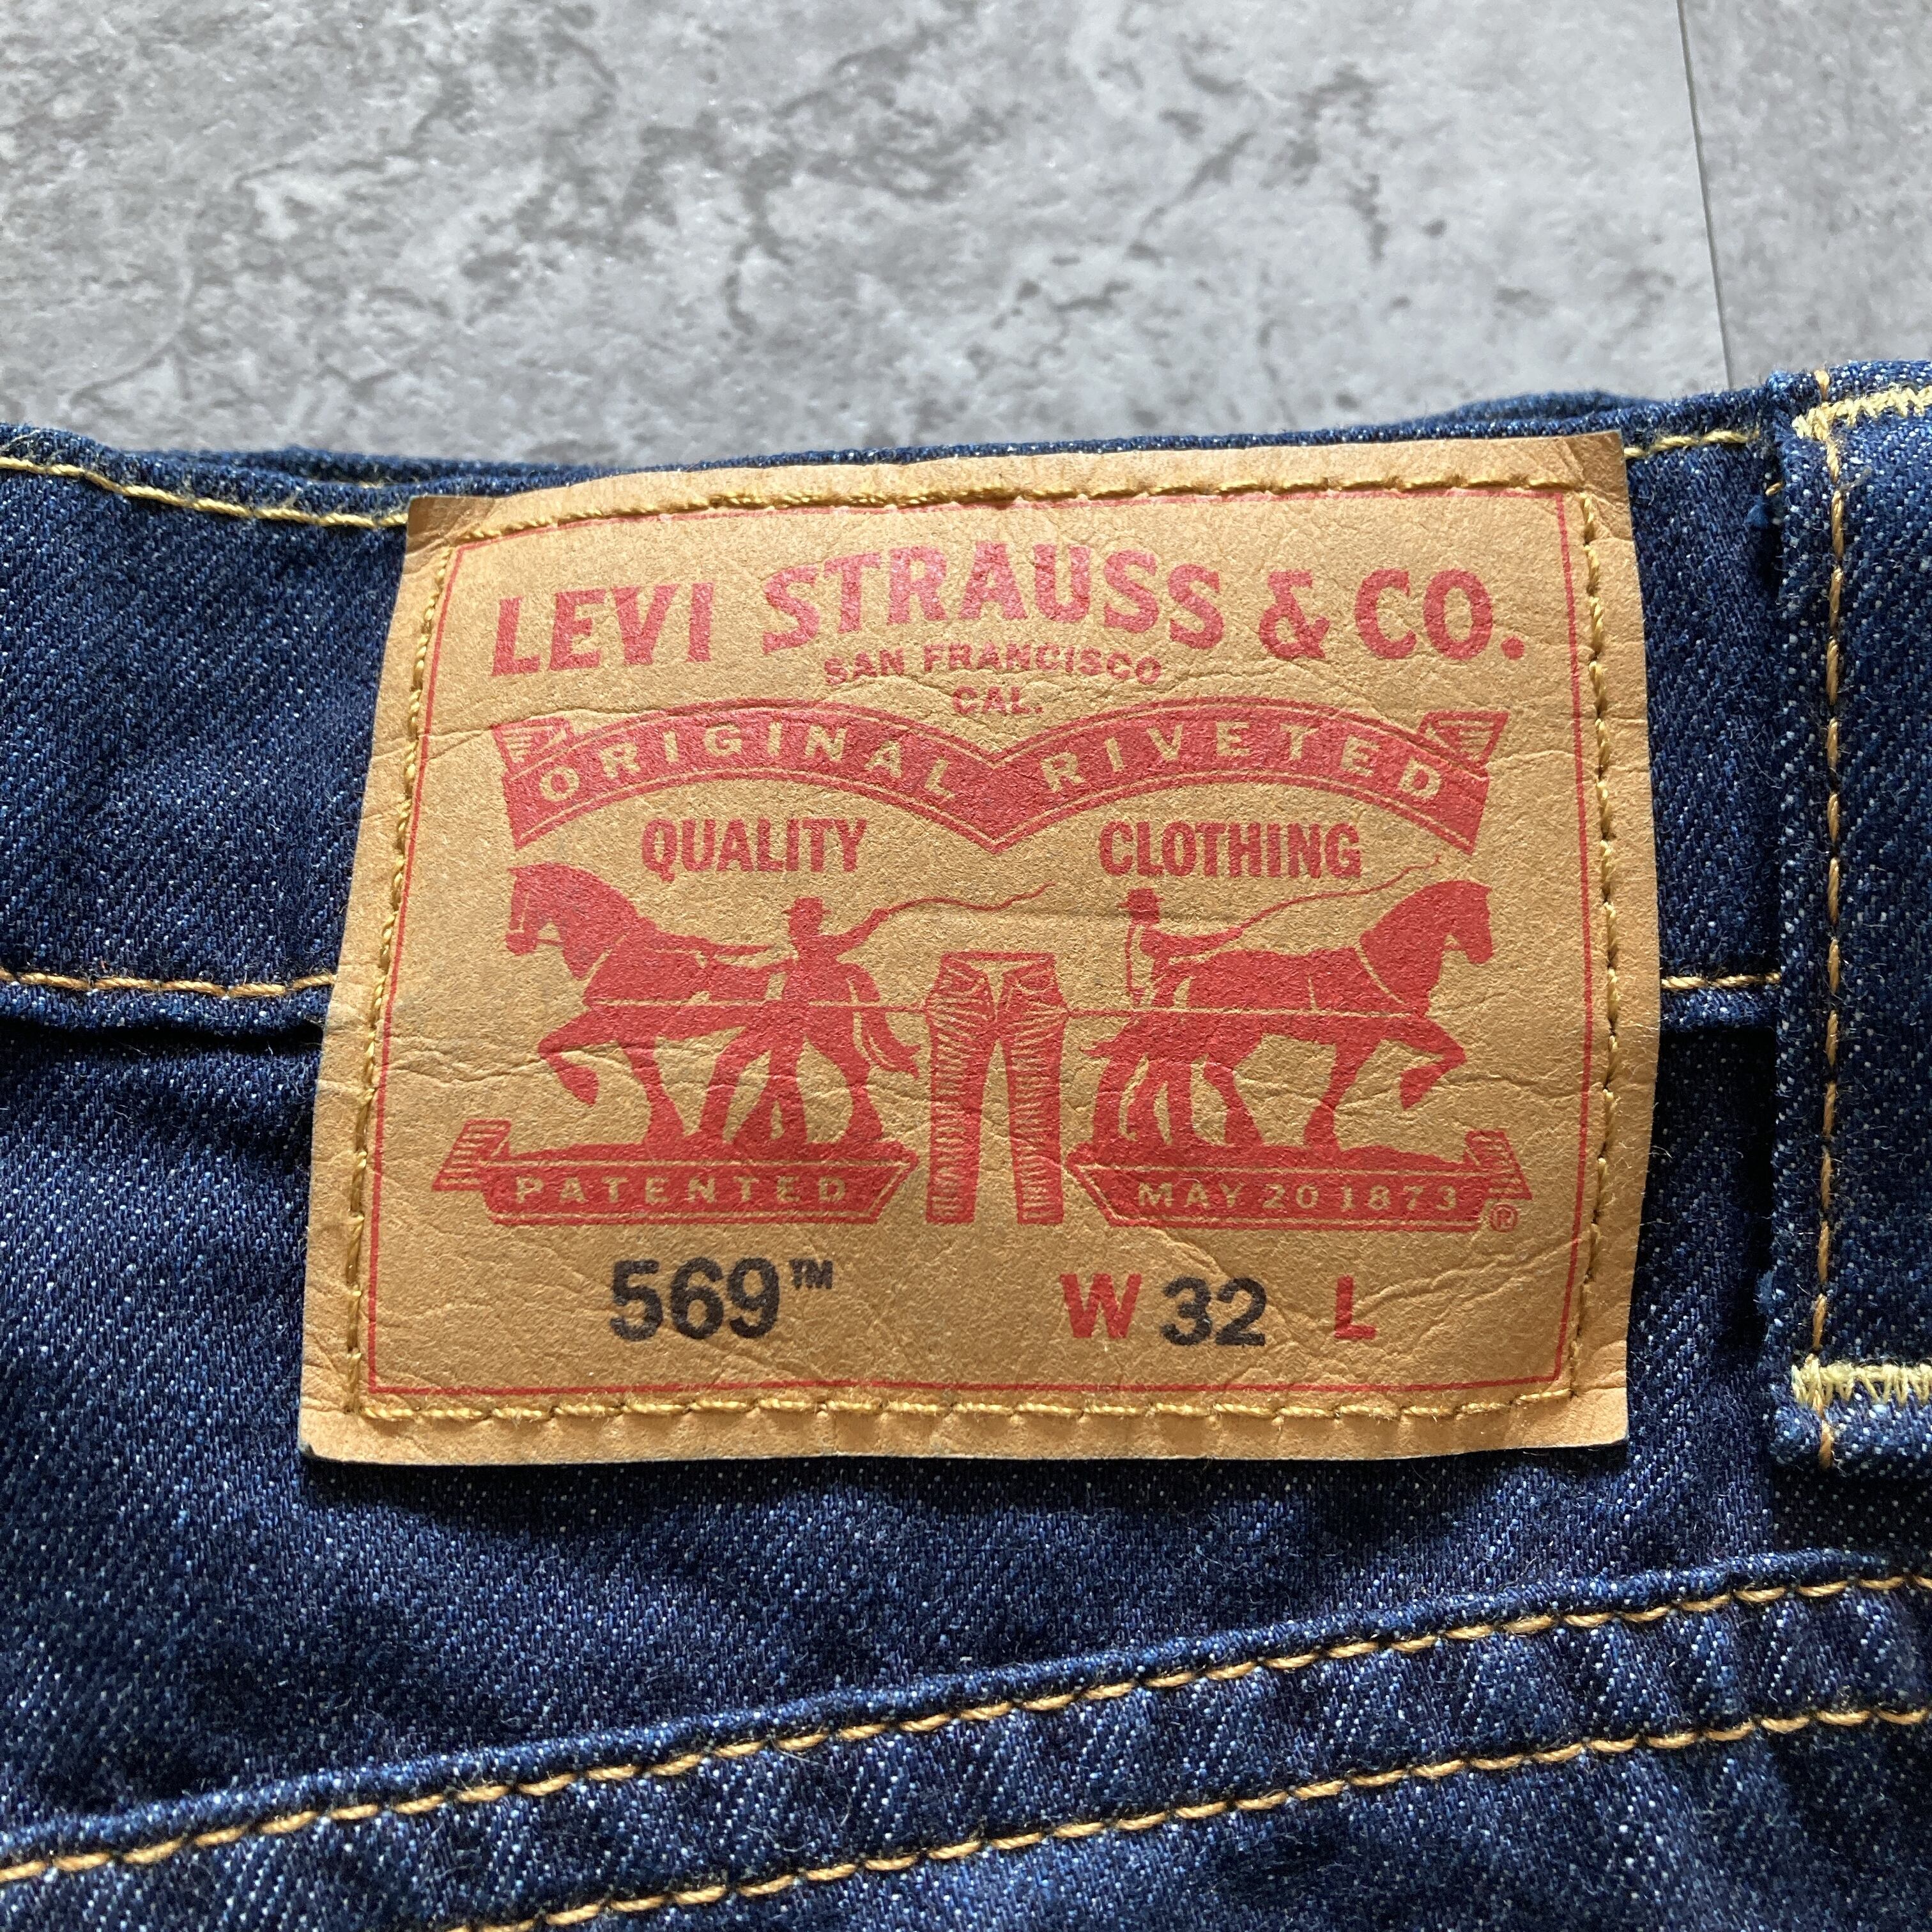 LEVI STRAUSS & CO.
SAN FRANCISCO
CAL.
ORIGINAL RIVETED
QUALITY CLOTHING
PATENTED MAY 20 1873 ®
569™ W 32 L